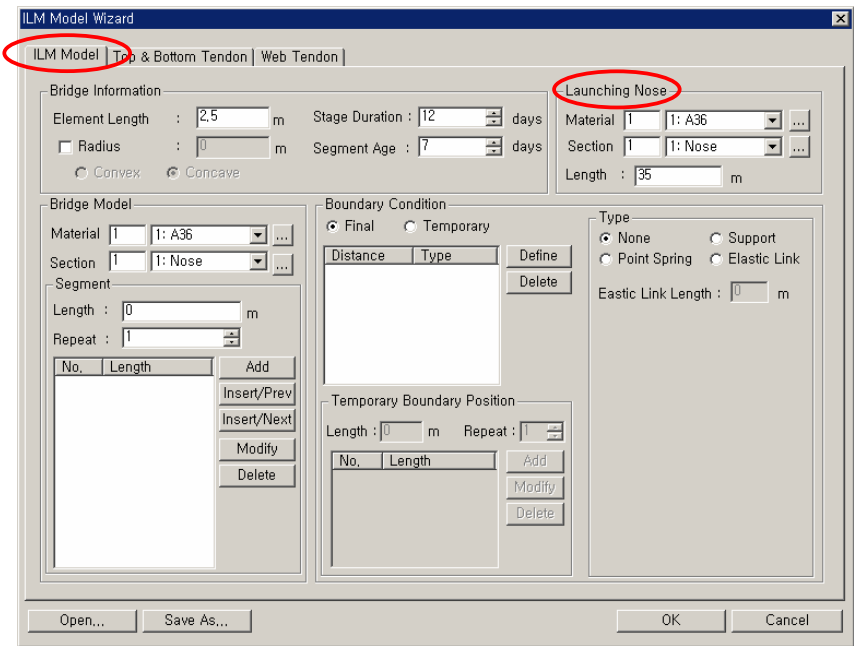 ILM Model Wizard
ILM Model Top & Bottom Tendon Web Tendon
Bridge Information
Element Length : 2,5 m
Stage Duration : 12 days
Radius : 0 m
Segment Age : 7 days
Convex Concave
Launching Nose
Material 1 1: A36 ...
Section 1 1: Nose ...
Length : 35 m
Bridge Model
Material 1 1: A36 ...
Section 1 1: Nose ...
Segment
Length : 0 m
Repeat : 1
No, Length
Add
Insert/Prev
Insert/Next
Modify
Delete
Boundary Condition
Final Temporary
Distance Type
Define
Delete
Temporary Boundary Position
Length : 0 m Repeat : 1
No, Length
Add
Modify
Delete
Type
None Support
Point Spring Elastic Link
Eastic Link Length : 0 m
Open,,, Save As,,, OK Cancel